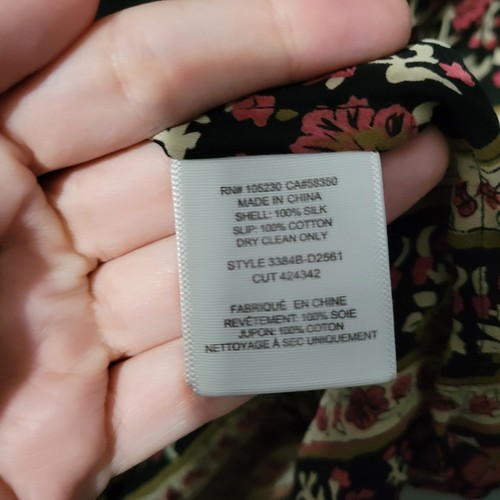 RN# 105230 CA#58350
MADE IN CHINA
SHELL: 100% SILK
SLIP: 100% COTTON
DRY CLEAN ONLY
STYLE 3384B-D2561
CUT 424342
FABRIQUÉ EN CHINE
REVÊTEMENT: 100% SOIE
JUPON: 100% COTON
NETTOYAGE À SEC UNIQUEMENT